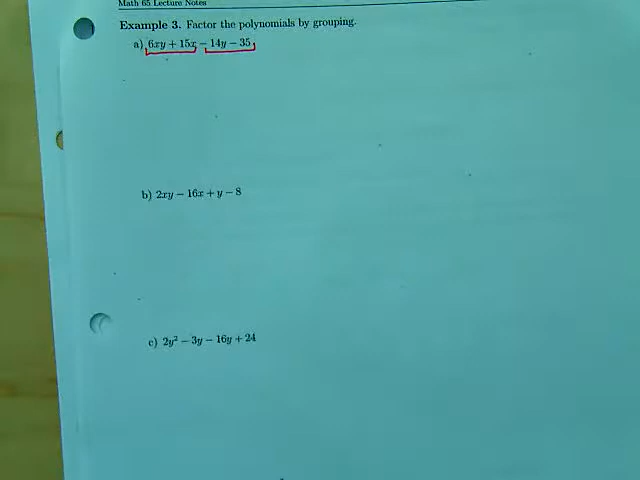 Math 65 Lecture Notes
Example 3. Factor the polynomials by grouping.
a) 6xy + 15x − 14y − 35
b) 2xy − 16x + y − 8
c) 2y² − 3y − 16y + 24